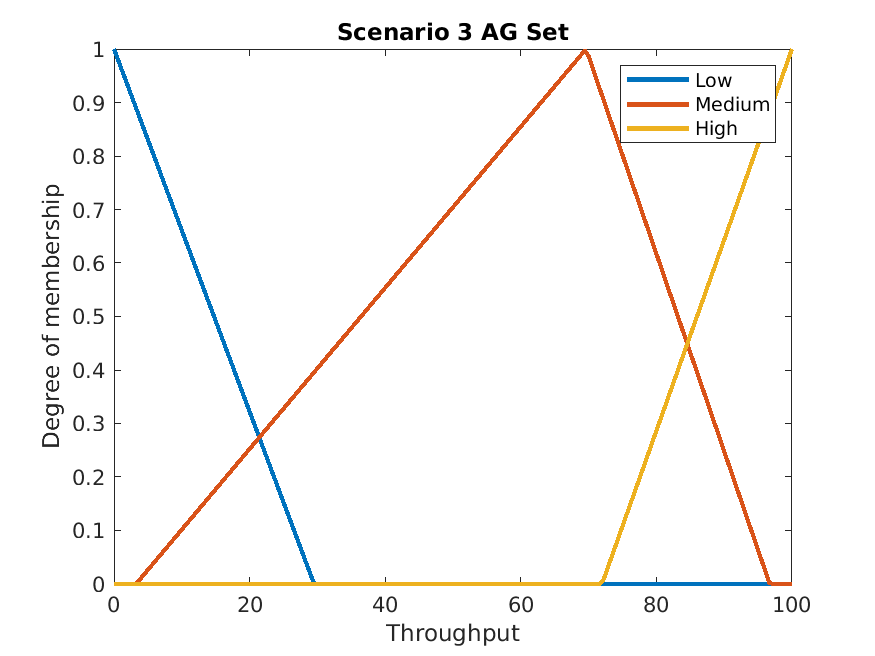 Scenario 3 AG Set
1
0.9
0.8
0.7
0.6
0.5
0.4
0.3
0.2
0.1
0
Degree of membership
Low
Medium
High
0 20 40 60 80 100
Throughput